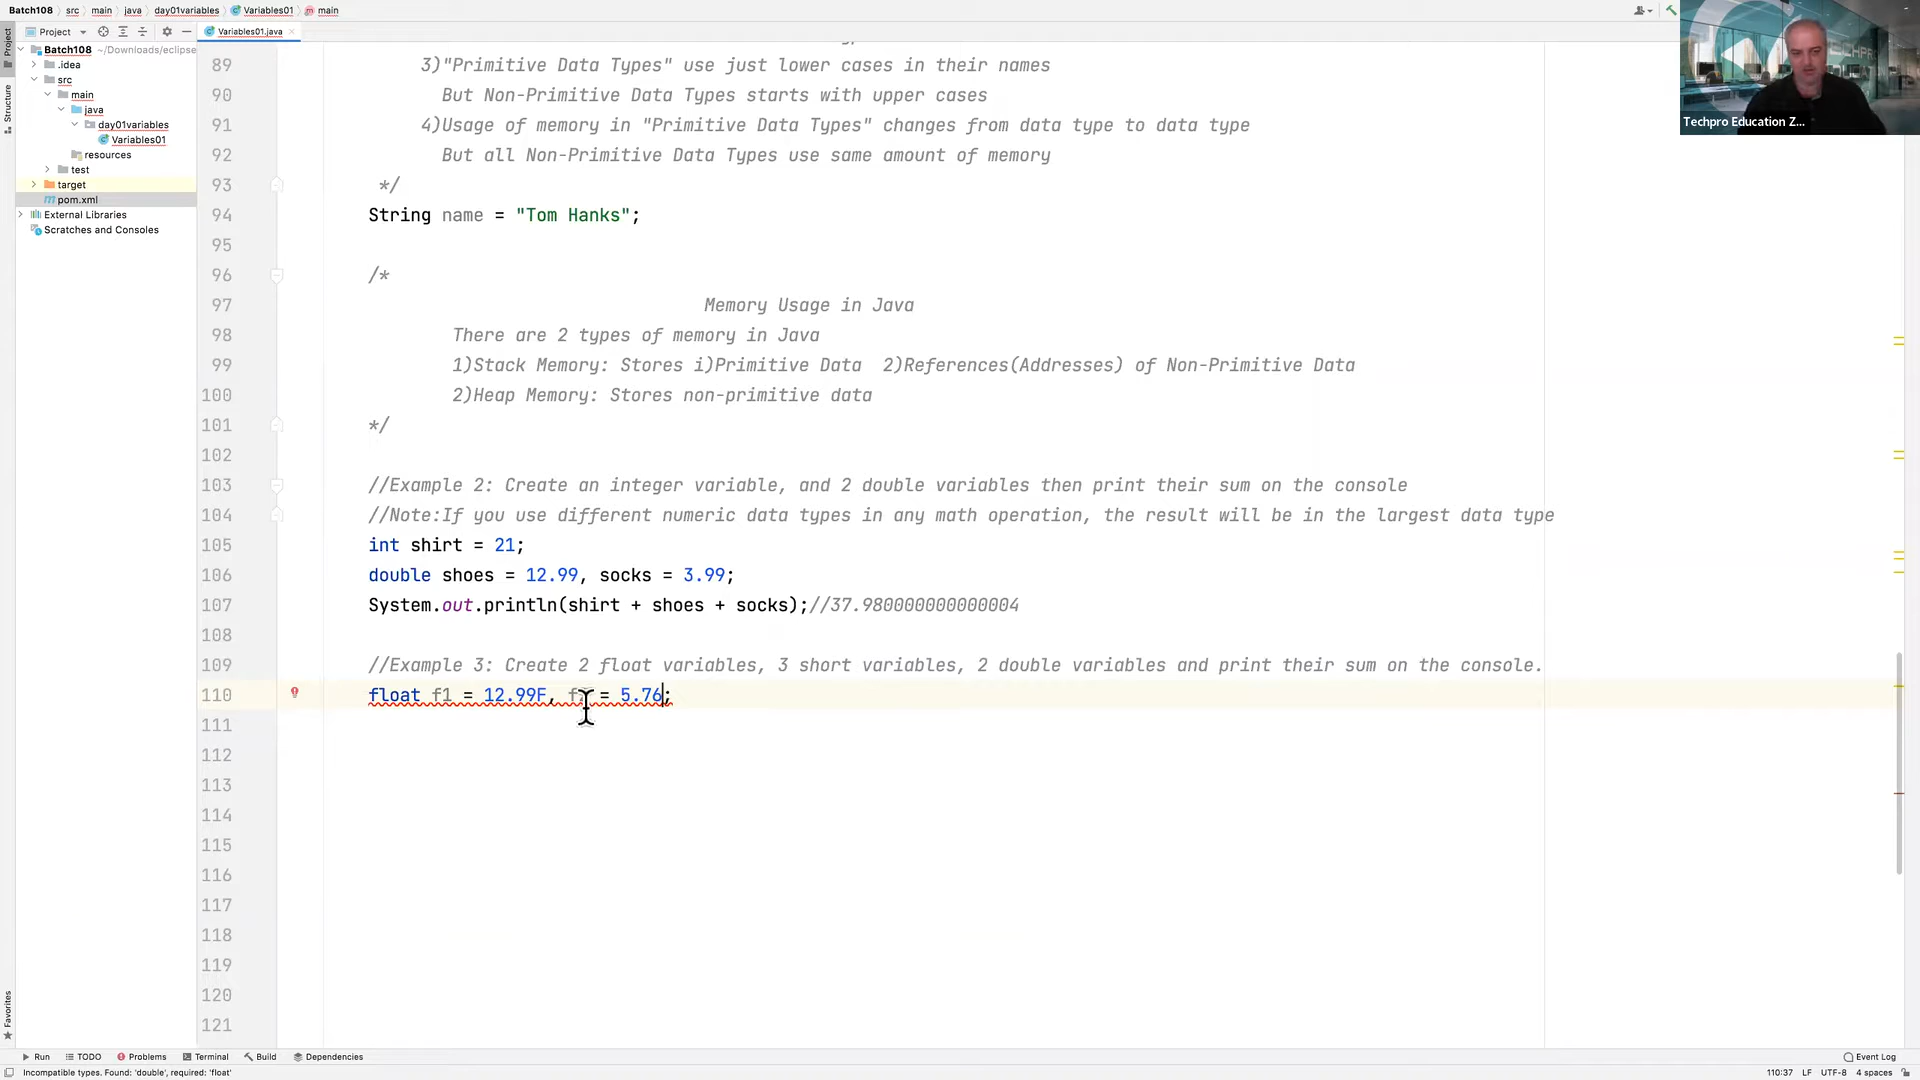 Batch108 src main java day01variables Variables01 main
Project
Variables01.java
Batch108 ~/Downloads/eclipse
.idea
src
main
java
day01variables
Variables01
resources
test
target
pom.xml
External Libraries
Scratches and Consoles
Project
Structure
Favorites
89 3)"Primitive Data Types" use just lower cases in their names
90 But Non-Primitive Data Types starts with upper cases
91 4)Usage of memory in "Primitive Data Types" changes from data type to data type
92 But all Non-Primitive Data Types use same amount of memory
93 */
94 String name = "Tom Hanks";
95
96 /*
97 Memory Usage in Java
98 There are 2 types of memory in Java
99 1)Stack Memory: Stores i)Primitive Data 2)References(Addresses) of Non-Primitive Data
100 2)Heap Memory: Stores non-primitive data
101 */
102
103 //Example 2: Create an integer variable, and 2 double variables then print their sum on the console
104 //Note:If you use different numeric data types in any math operation, the result will be in the largest data type
105 int shirt = 21;
106 double shoes = 12.99, socks = 3.99;
107 System.out.println(shirt + shoes + socks);//37.980000000000004
108
109 //Example 3: Create 2 float variables, 3 short variables, 2 double variables and print their sum on the console.
110 float f1 = 12.99F, = 5.76;
111
112
113
114
115
116
117
118
119
120
121
Techpro Education Z...
Run TODO Problems Terminal Build Dependencies Event Log
Incompatible types. Found: 'double', required: 'float' 110:37 LF UTF-8 4 spaces